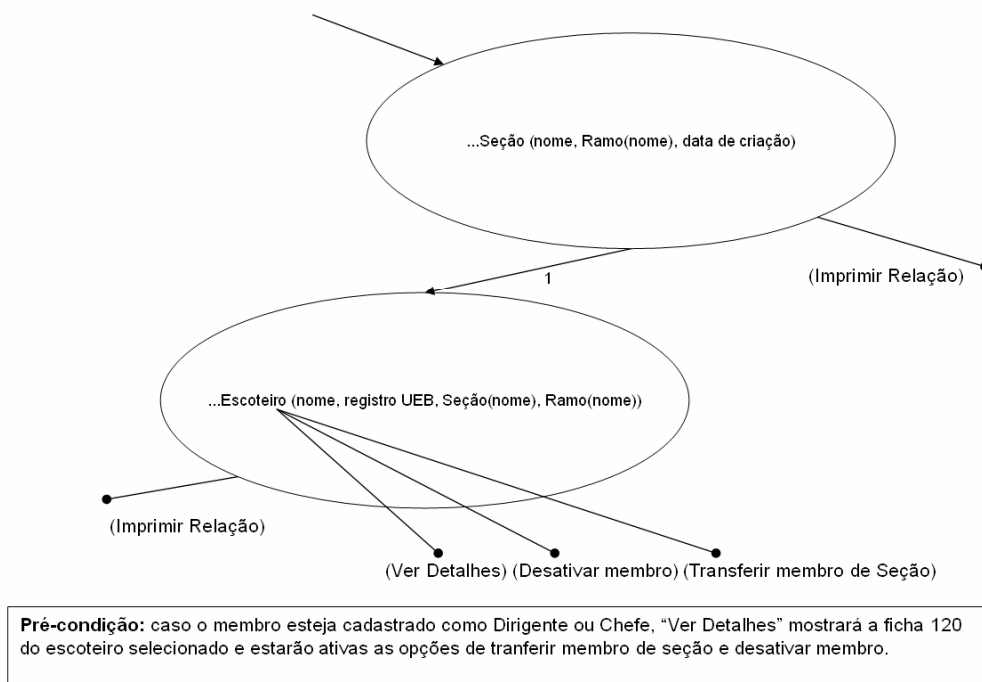 ...Seção (nome, Ramo(nome), data de criação)
(Imprimir Relação)
1
...Escoteiro (nome, registro UEB, Seção(nome), Ramo(nome))
(Imprimir Relação)
(Ver Detalhes) (Desativar membro) (Transferir membro de Seção)
Pré-condição: caso o membro esteja cadastrado como Dirigente ou Chefe, “Ver Detalhes” mostrará a ficha 120
do escoteiro selecionado e estarão ativas as opções de tranferir membro de seção e desativar membro.